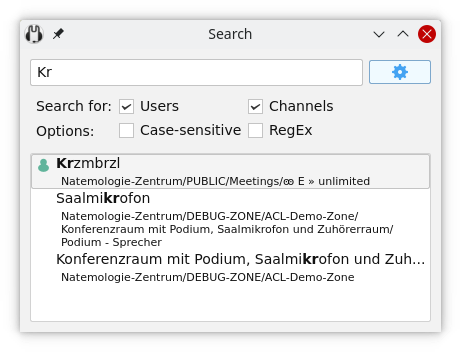 Search
Kr
Search for: Users Channels
Options: Case-sensitive RegEx
Krzmbrzl
Natemologie-Zentrum/PUBLIC/Meetings/ↂ E » unlimited
Saalmikrofon
Natemologie-Zentrum/DEBUG-ZONE/ACL-Demo-Zone/
Konferenzraum mit Podium, Saalmikrofon und Zuhörerraum/
Podium - Sprecher
Konferenzraum mit Podium, Saalmikrofon und Zuh...
Natemologie-Zentrum/DEBUG-ZONE/ACL-Demo-Zone